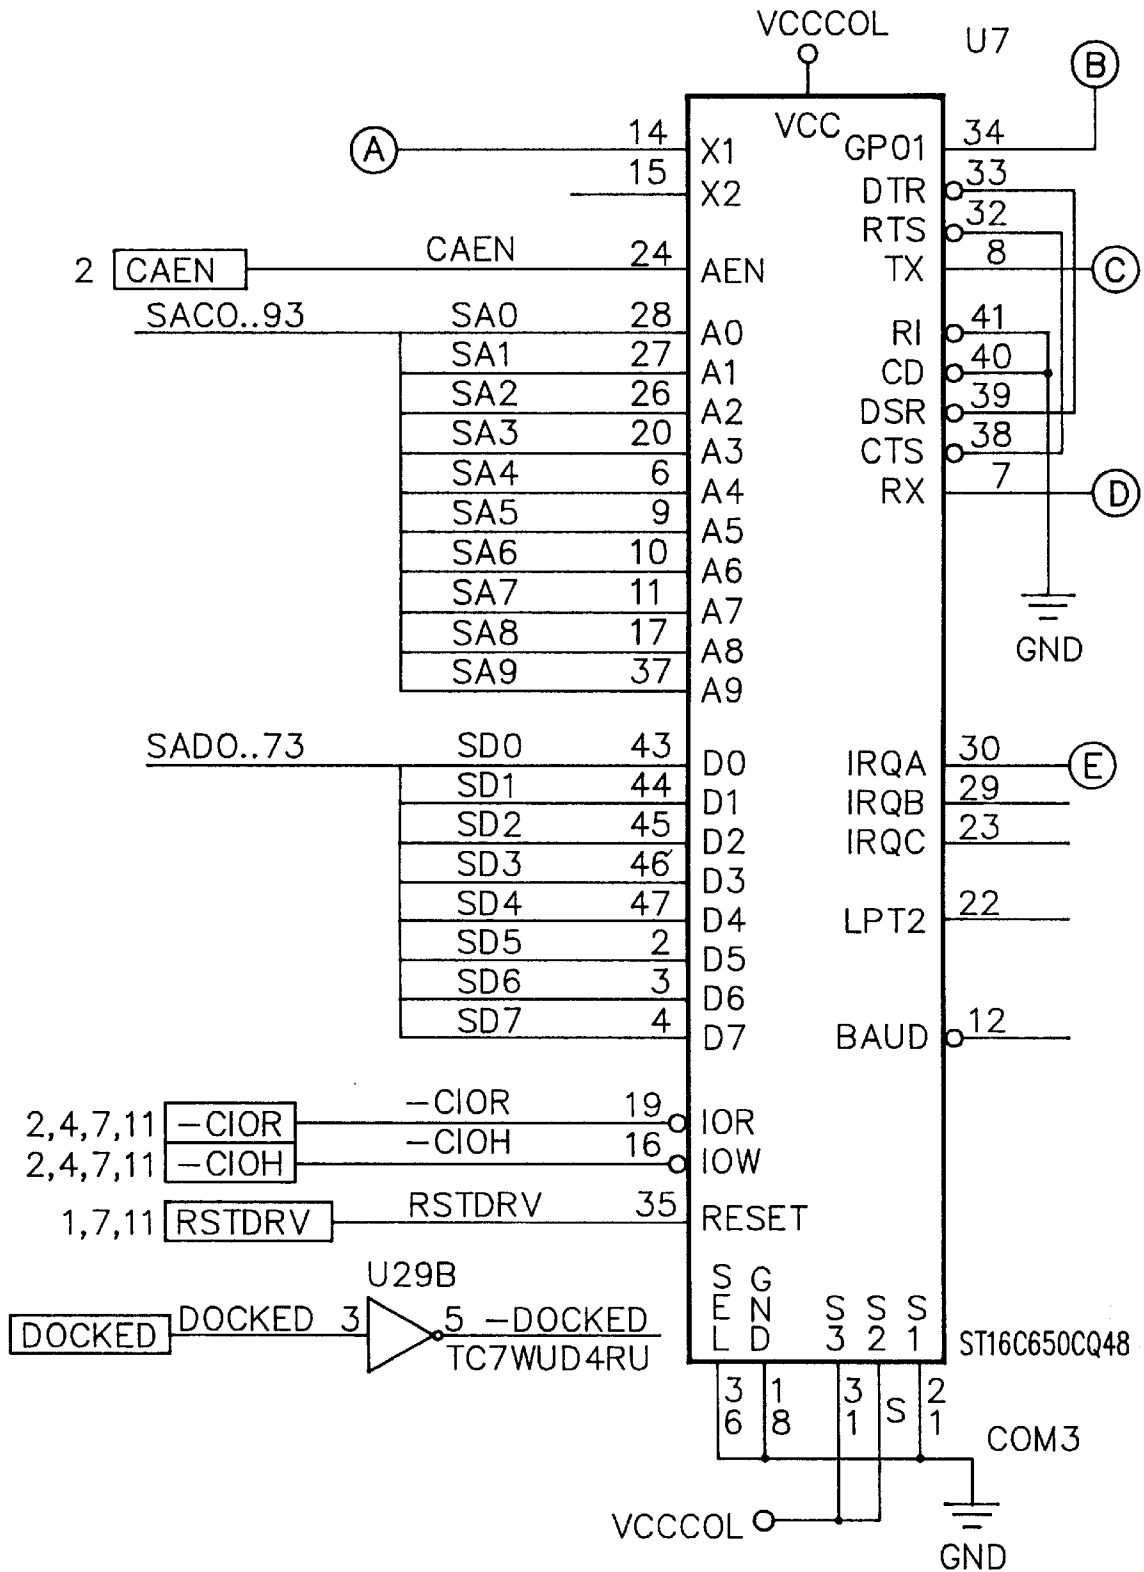 VCCCOL U7
B
VCC
A 14 X1 GPO1 34
15 X2 DTR 33
RTS 32
2 CAEN CAEN 24 AEN TX 8 C
SACO..93 SA0 28 A0 RI 41
SA1 27 A1 CD 40
SA2 26 A2 DSR 39
SA3 20 A3 CTS 38
SA4 6 A4 RX 7 D
SA5 9 A5
SA6 10 A6
SA7 11 A7
SA8 17 A8
SA9 37 A9
GND
SADO..73 SD0 43 D0 IRQA 30 E
SD1 44 D1 IRQB 29
SD2 45 D2 IRQC 23
SD3 46 D3
SD4 47 D4 LPT2 22
SD5 2 D5
SD6 3 D6
SD7 4 D7 BAUD 12
2,4,7,11 -CIOR -CIOR 19 IOR
2,4,7,11 -CIOH -CIOH 16 IOW
1,7,11 RSTDRV RSTDRV 35 RESET
U29B
DOCKED DOCKED 3 5 -DOCKED
TC7WUD4RU
SEL GND S3 S2 S1
ST16C650CQ48
36 18 31 S 21
COM3
VCCCOL
GND